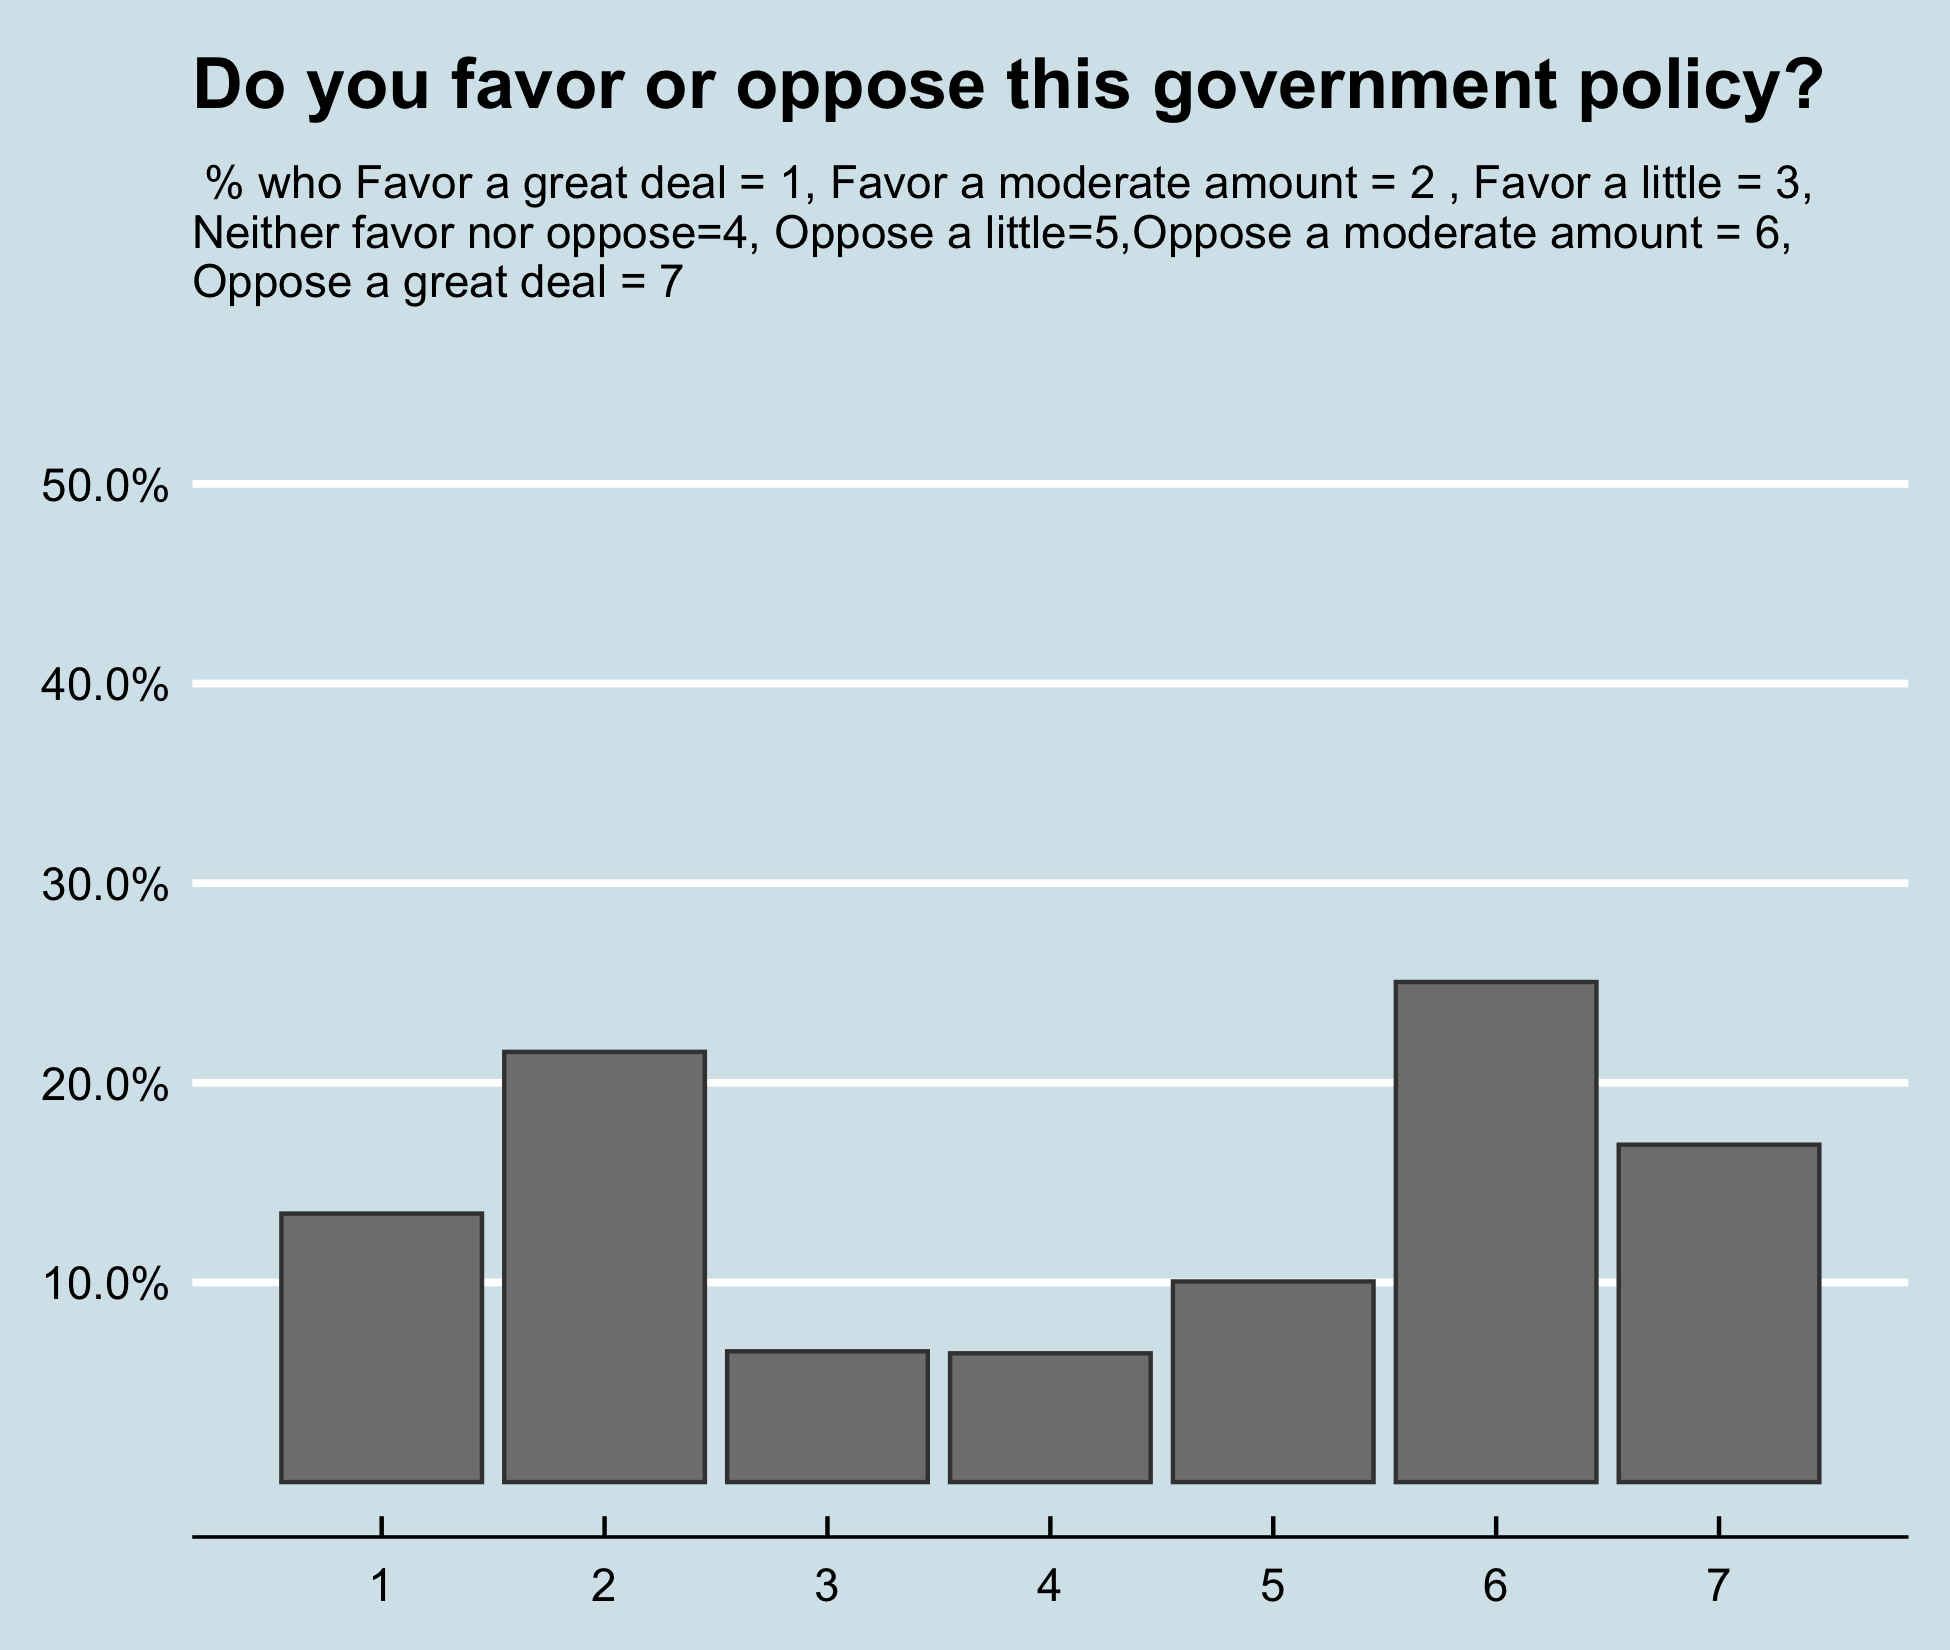 Do you favor or oppose this government policy?
% who Favor a great deal = 1, Favor a moderate amount = 2 , Favor a little = 3,
Neither favor nor oppose=4, Oppose a little=5,Oppose a moderate amount = 6,
Oppose a great deal = 7
50.0%
40.0%
30.0%
20.0%
10.0%
1 2 3 4 5 6 7